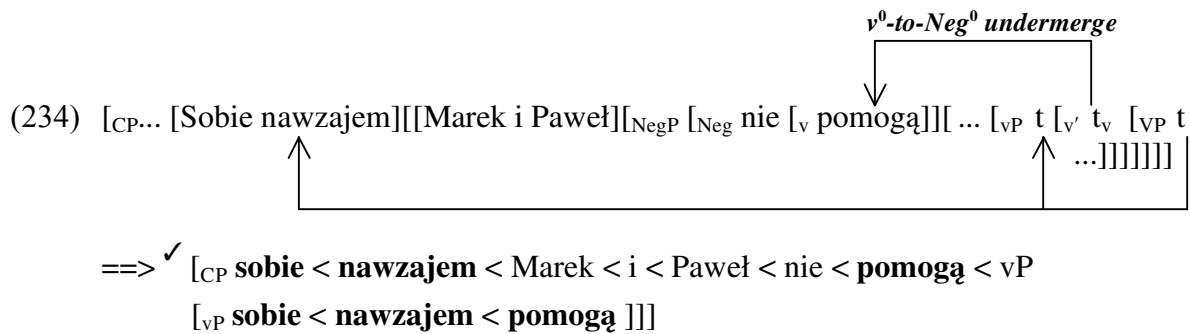 v⁰-to-Neg⁰ undermerge
(234) [CP... [Sobie nawzajem][[Marek i Paweł][NegP [Neg nie [v pomogą]][ ... [vP t [v′ tv [VP t
...]]]]]]]
==> ✓ [CP sobie < nawzajem < Marek < i < Paweł < nie < pomogą < vP
[vP sobie < nawzajem < pomogą ]]]